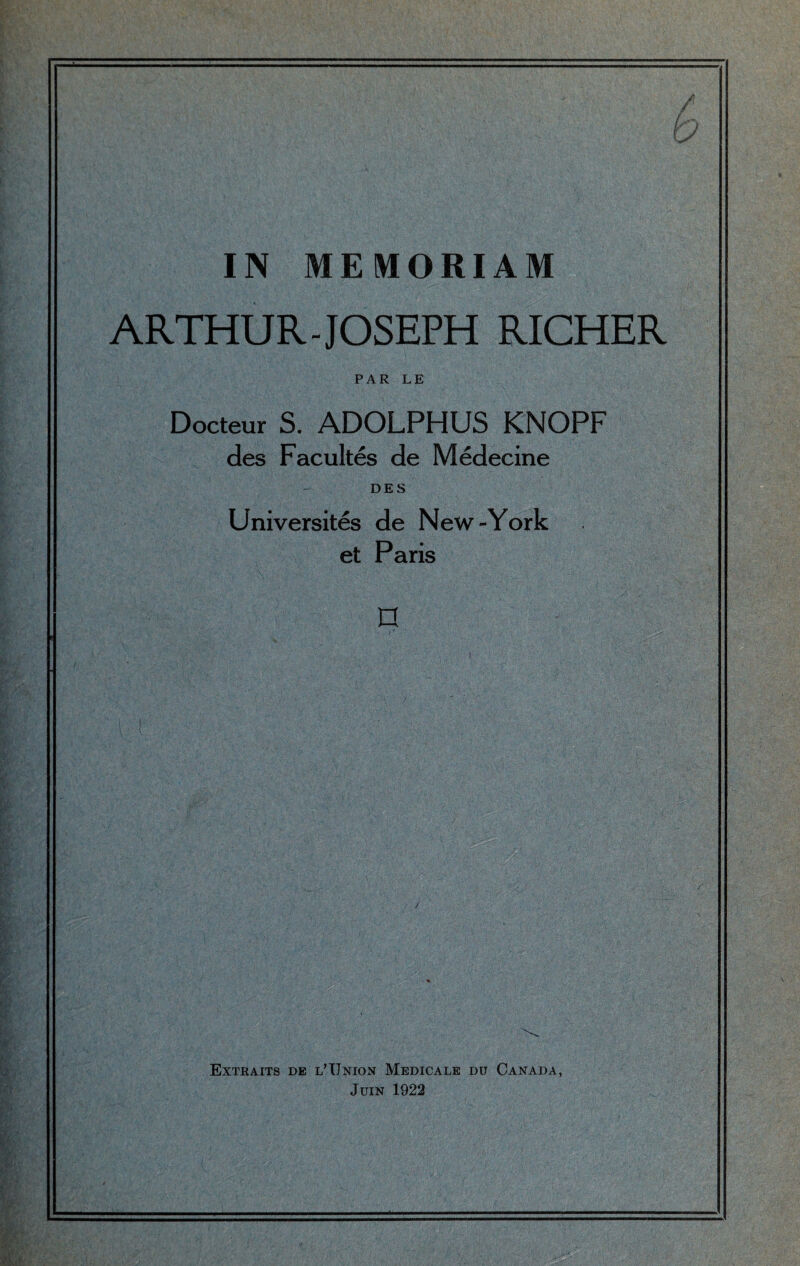 6
IN MEMORIAM
ARTHUR-JOSEPH RICHER
PAR LE
Docteur S. ADOLPHUS KNOPF
des Facultés de Médecine
DES
Universités de New-York
et Paris
EXTRAITS DE L'UNION MEDICALE DU CANADA,
JUIN 1922